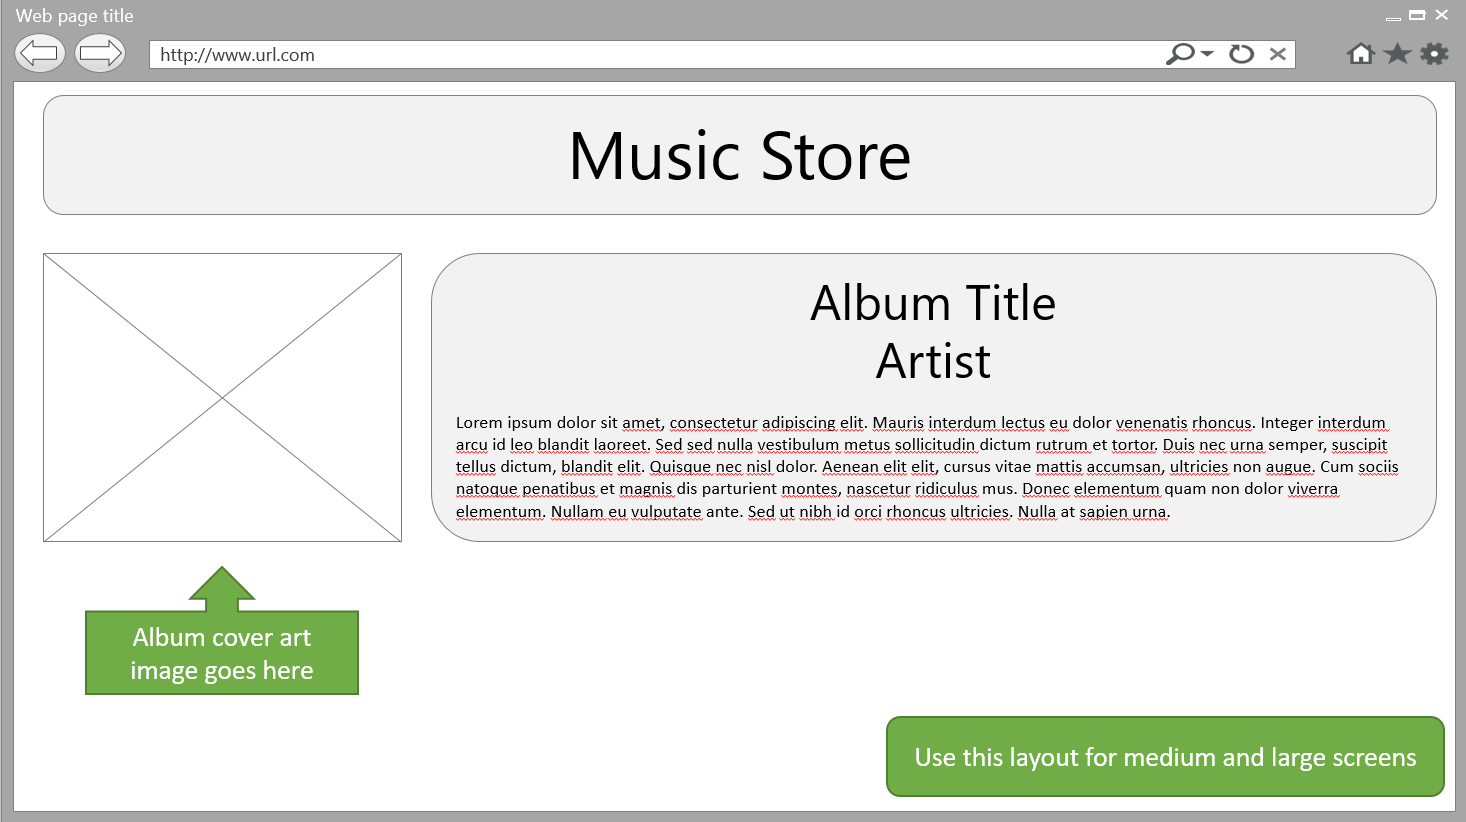 Web page title
http://www.url.com
Music Store
Album Title
Artist
Lorem ipsum dolor sit amet, consectetur adipiscing elit. Mauris interdum lectus eu dolor venenatis rhoncus. Integer interdum
arcu id leo blandit laoreet. Sed sed nulla vestibulum metus sollicitudin dictum rutrum et tortor. Duis nec urna semper, suscipit
tellus dictum, blandit elit. Quisque nec nisl dolor. Aenean elit elit, cursus vitae mattis accumsan, ultricies non augue. Cum sociis
natoque penatibus et magnis dis parturient montes, nascetur ridiculus mus. Donec elementum quam non dolor viverra
elementum. Nullam eu vulputate ante. Sed ut nibh id orci rhoncus ultricies. Nulla at sapien urna.
Album cover art
image goes here
Use this layout for medium and large screens